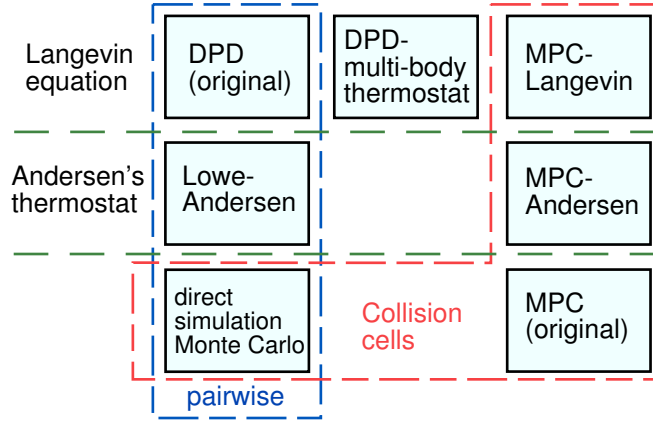 Langevin
equation
DPD
(original)
DPD-
multi-body
thermostat
MPC-
Langevin
Andersen's
thermostat
Lowe-
Andersen
MPC-
Andersen
direct
simulation
Monte Carlo
Collision
cells
MPC
(original)
pairwise